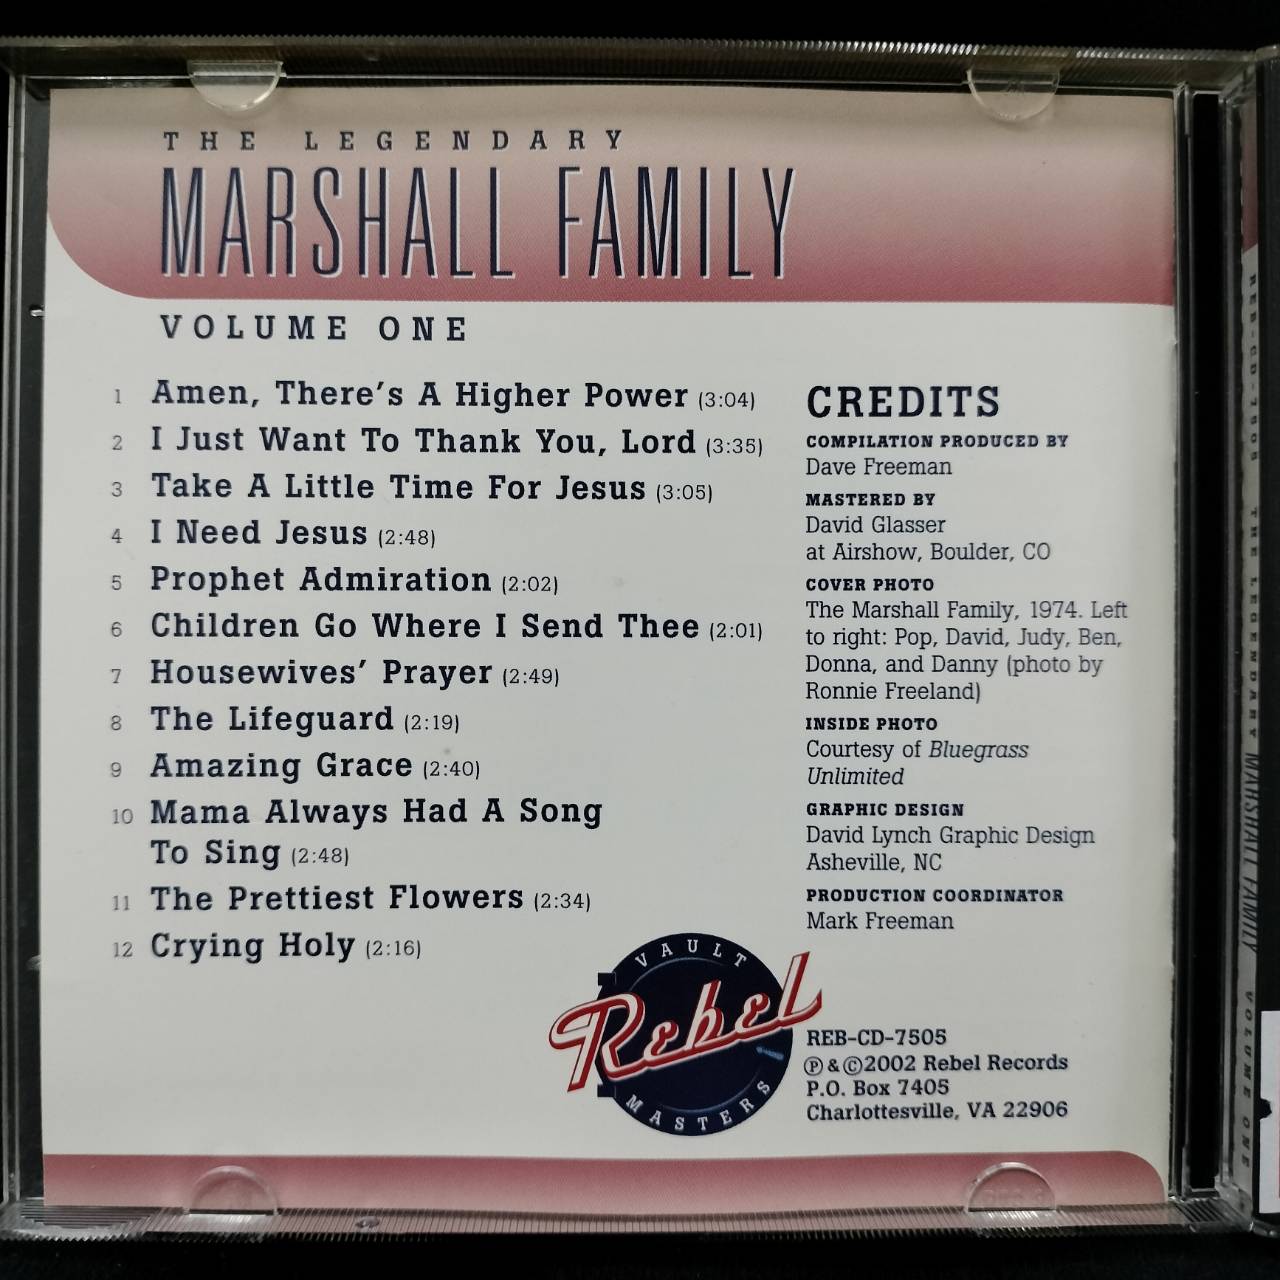 THE LEGENDARY
MARSHALL FAMILY
VOLUME ONE
1 Amen, There's A Higher Power (3:04)
2 I Just Want To Thank You, Lord (3:35)
3 Take A Little Time For Jesus (3:05)
4 I Need Jesus (2:48)
5 Prophet Admiration (2:02)
6 Children Go Where I Send Thee (2:01)
7 Housewives' Prayer (2:49)
8 The Lifeguard (2:19)
9 Amazing Grace (2:40)
10 Mama Always Had A Song
To Sing (2:48)
11 The Prettiest Flowers (2:34)
12 Crying Holy (2:16)
CREDITS
COMPILATION PRODUCED BY
Dave Freeman
MASTERED BY
David Glasser
at Airshow, Boulder, CO
COVER PHOTO
The Marshall Family, 1974. Left
to right: Pop, David, Judy, Ben,
Donna, and Danny (photo by
Ronnie Freeland)
INSIDE PHOTO
Courtesy of Bluegrass
Unlimited
GRAPHIC DESIGN
David Lynch Graphic Design
Asheville, NC
PRODUCTION COORDINATOR
Mark Freeman
VAULT
Rebel
MASTERS
REB-CD-7505
Ⓟ&©2002 Rebel Records
P.O. Box 7405
Charlottesville, VA 22906
REB-CD-7505 THE LEGENDARY MARSHALL FAMILY VOLUME ONE